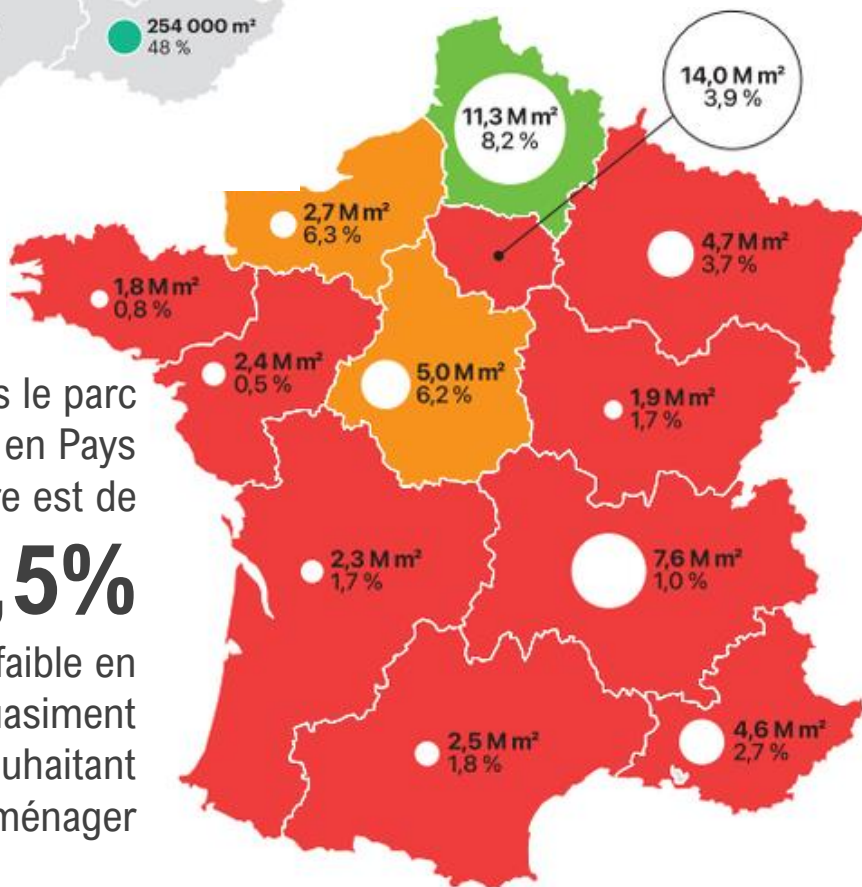 254 000 m²
48 %
14,0 M m²
3,9 %
11,3 M m²
8,2 %
2,7 M m²
6,3 %
4,7 M m²
3,7 %
1,8 M m²
0,8 %
2,4 M m²
0,5 %
5,0 M m²
6,2 %
1,9 M m²
1,7 %
2,3 M m²
1,7 %
7,6 M m²
1,0 %
2,5 M m²
1,8 %
4,6 M m²
2,7 %
s le parc
en Pays
e est de
,5%
faible en
uasiment
uhaitant
ménager